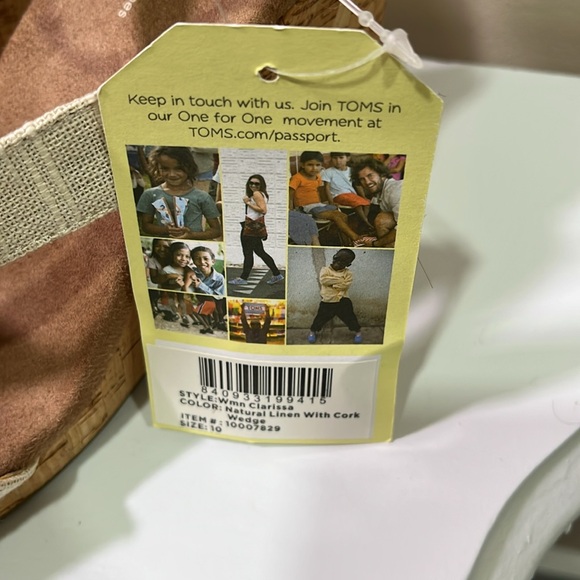 Keep in touch with us. Join TOMS in
our One for One movement at
TOMS.com/passport.
TOMS
840933199415
STYLE:Wmn Clarissa
COLOR: Natural Linen With Cork
Wedge
ITEM #: 10007829
SIZE: 10